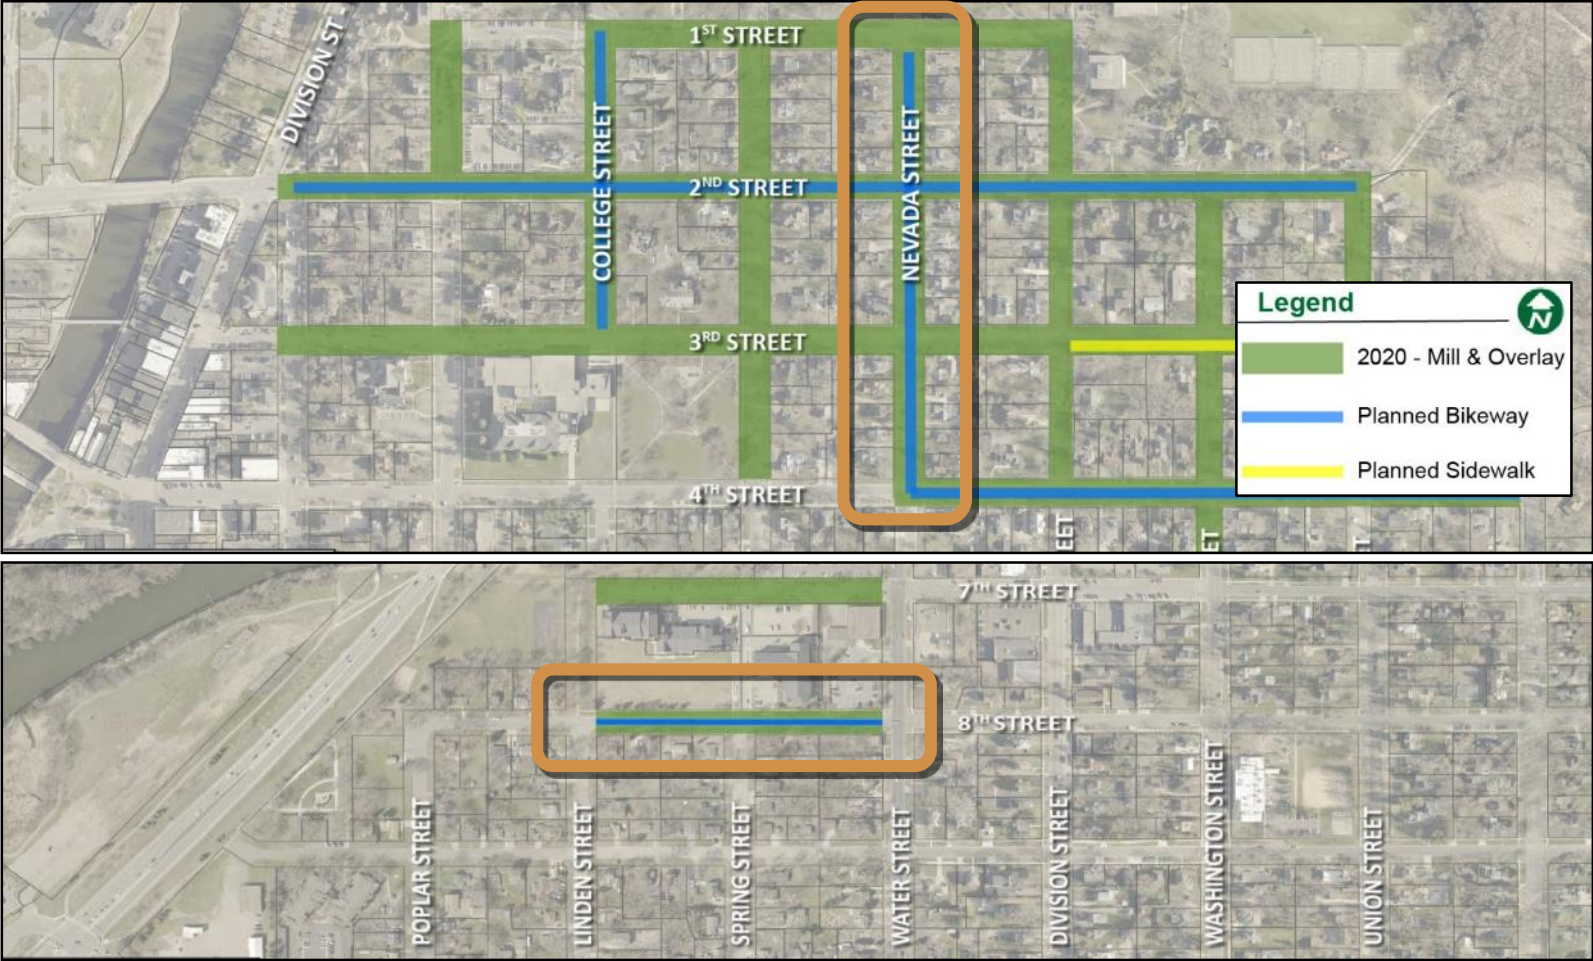 DIVISION ST
1ST STREET
COLLEGE STREET
NEVADA STREET
2ND STREET
3RD STREET
4TH STREET
EET
ET
T
Legend
N
2020 - Mill & Overlay
Planned Bikeway
Planned Sidewalk
7TH STREET
8TH STREET
POPLAR STREET
LINDEN STREET
SPRING STREET
WATER STREET
DIVISION STREET
WASHINGTON STREET
UNION STREET